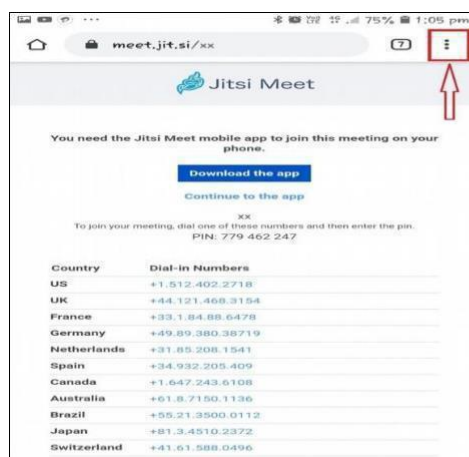 75% 1:05 pm
meet.jit.si/xx 7
Jitsi Meet
You need the Jitsi Meet mobile app to join this meeting on your
phone.
Download the app
Continue to the app
xx
To join your meeting, dial one of these numbers and then enter the pin.
PIN: 779 462 247
Country Dial-in Numbers
US +1.512.402.2718
UK +44.121.468.3154
France +33.1.84.88.6478
Germany +49.89.380.38719
Netherlands +31.85.208.1541
Spain +34.932.205.409
Canada +1.647.243.6108
Australia +61.8.7150.1136
Brazil +55.21.3500.0112
Japan +81.3.4510.2372
Switzerland +41.61.588.0496